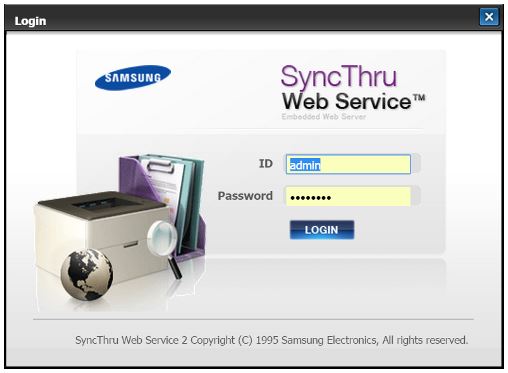 Login
SAMSUNG
SyncThru
Web Service™
Embedded Web Server
ID
admin
Password
••••••••
LOGIN
SyncThru Web Service 2 Copyright (C) 1995 Samsung Electronics, All rights reserved.